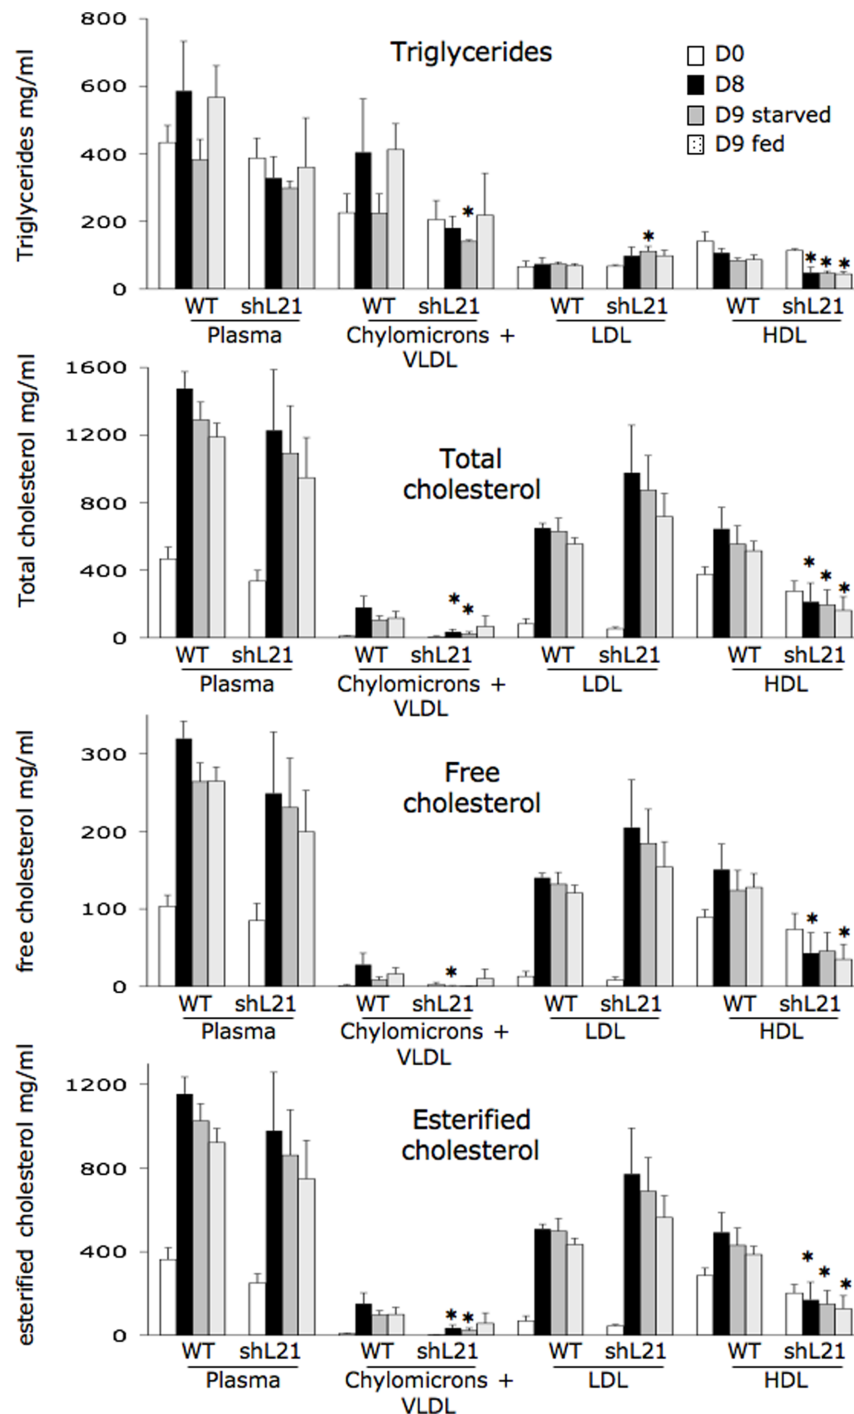 Triglycerides mg/ml
800
600
400
200
0
Triglycerides
D0
D8
D9 starved
D9 fed
*
*
* * *
WT shL21 WT shL21 WT shL21 WT shL21
Plasma Chylomicrons + LDL HDL
VLDL
Total cholesterol mg/ml
1600
1200
800
400
0
Total
cholesterol
* *
* * *
WT shL21 WT shL21 WT shL21 WT shL21
Plasma Chylomicrons + LDL HDL
VLDL
free cholesterol mg/ml
300
200
100
0
Free
cholesterol
*
* *
WT shL21 WT shL21 WT shL21 WT shL21
Plasma Chylomicrons + LDL HDL
VLDL
esterified cholesterol mg/ml
1200
800
400
0
Esterified
cholesterol
* *
* * *
WT shL21 WT shL21 WT shL21 WT shL21
Plasma Chylomicrons + LDL HDL
VLDL